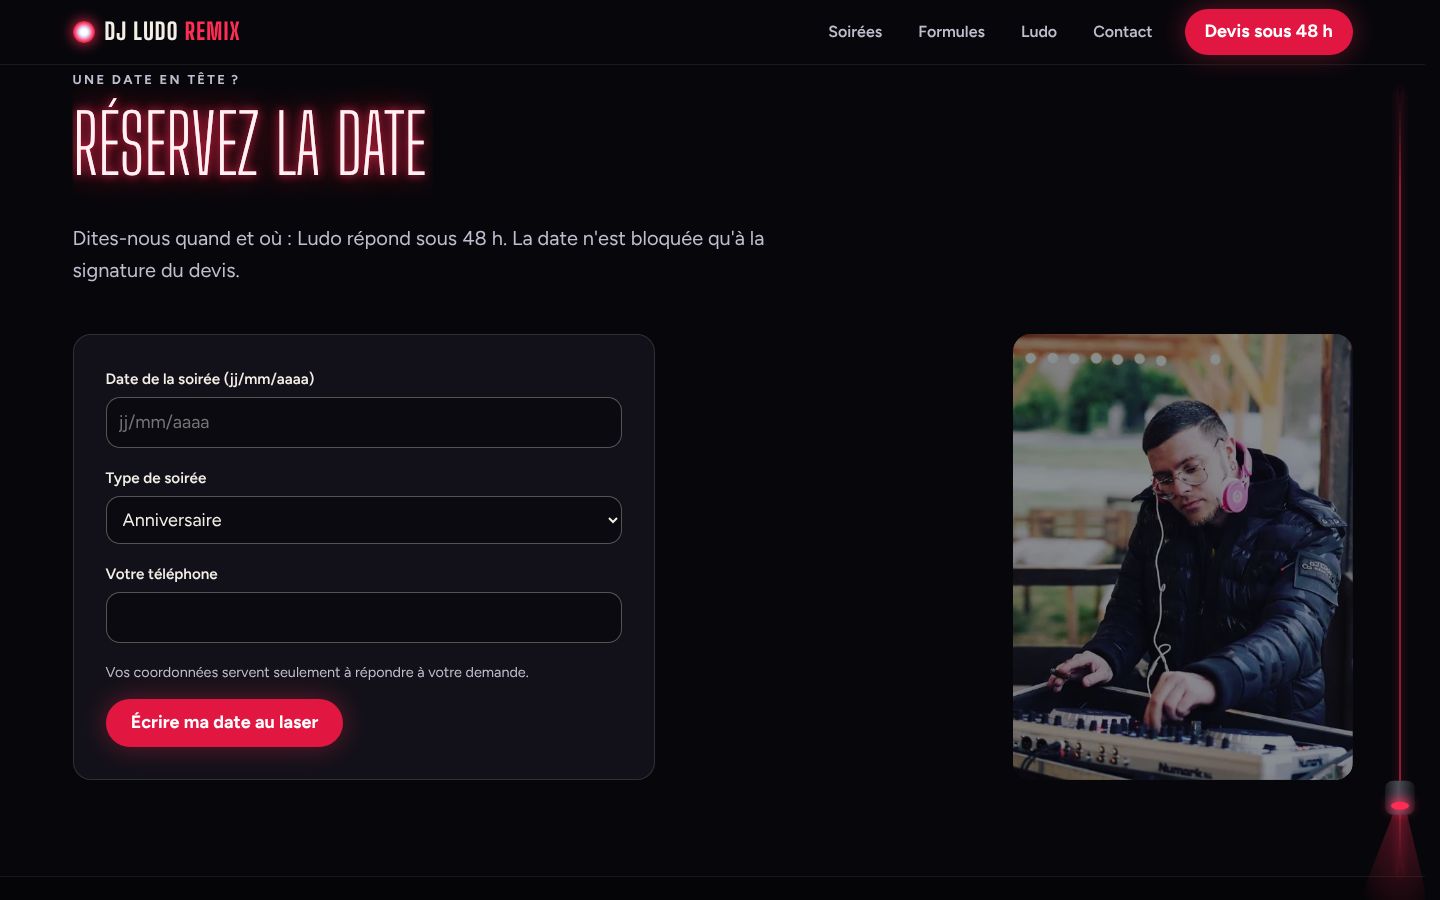 DJ LUDO REMIX
Soirées
Formules
Ludo
Contact
Devis sous 48 h
UNE DATE EN TÊTE ?
RÉSERVEZ LA DATE
Dites-nous quand et où : Ludo répond sous 48 h. La date n'est bloquée qu'à la
signature du devis.
Date de la soirée (jj/mm/aaaa)
jj/mm/aaaa
Type de soirée
Anniversaire
Votre téléphone
Vos coordonnées servent seulement à répondre à votre demande.
Écrire ma date au laser
Numark
Numark